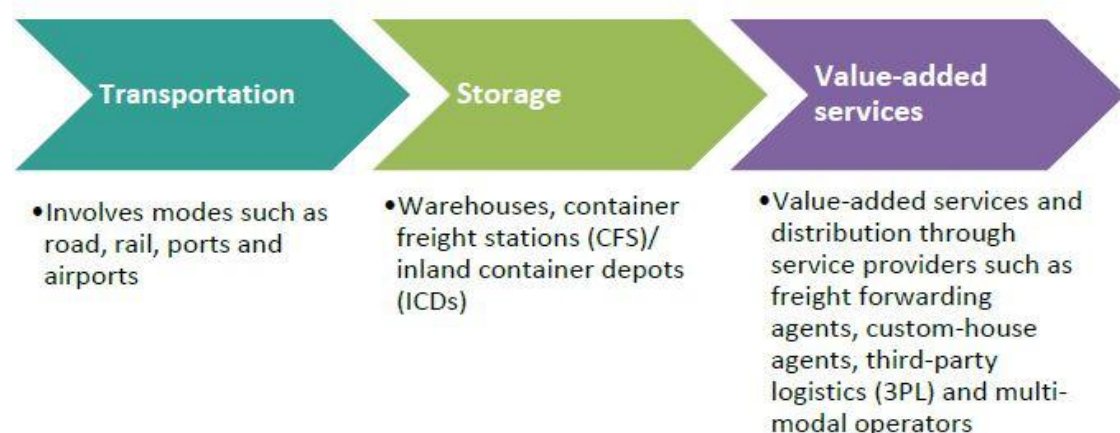 Transportation
Storage
Value-added
services
•Involves modes such as
road, rail, ports and
airports
•Warehouses, container
freight stations (CFS)/
inland container depots
(ICDs)
•Value-added services and
distribution through
service providers such as
freight forwarding
agents, custom-house
agents, third-party
logistics (3PL) and multi-
modal operators